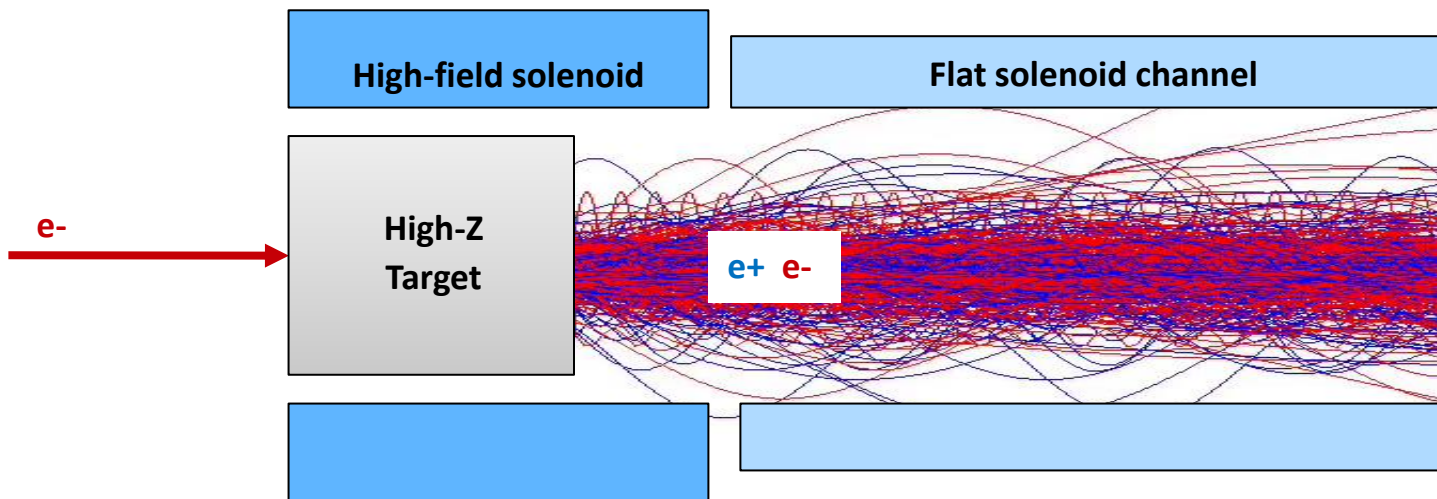 High-field solenoid
Flat solenoid channel
e-
High-Z
Target
e+ e-